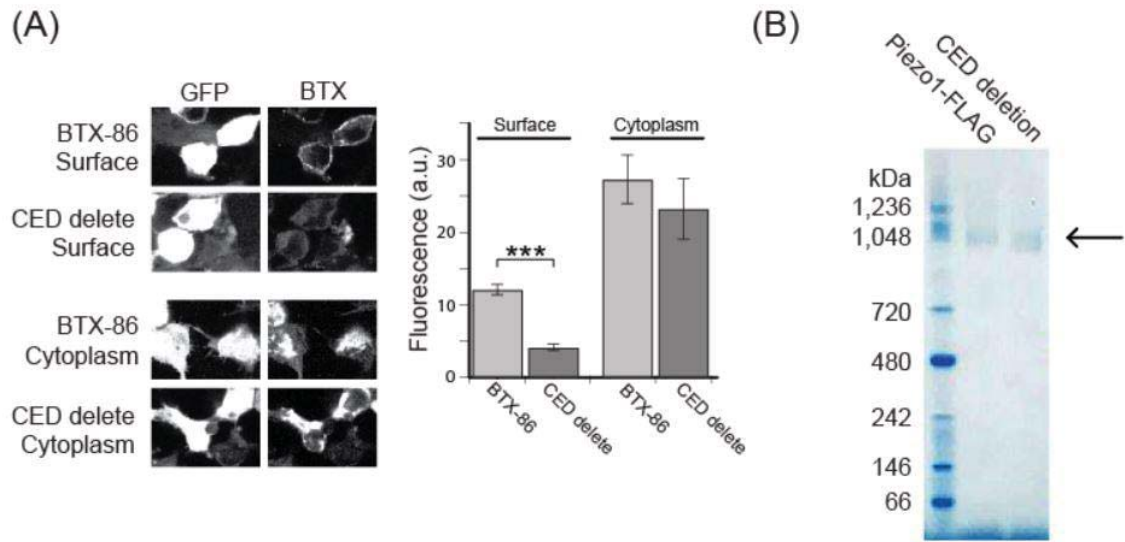 (A)
GFP BTX
BTX-86
Surface
CED delete
Surface
BTX-86
Cytoplasm
CED delete
Cytoplasm
Fluorescence (a.u.)
30
20
10
0
Surface
Cytoplasm
***
BTX-86
CED delete
BTX-86
CED delete
(B)
Piezo1-FLAG
CED deletion
kDa
1,236
1,048
720
480
242
146
66